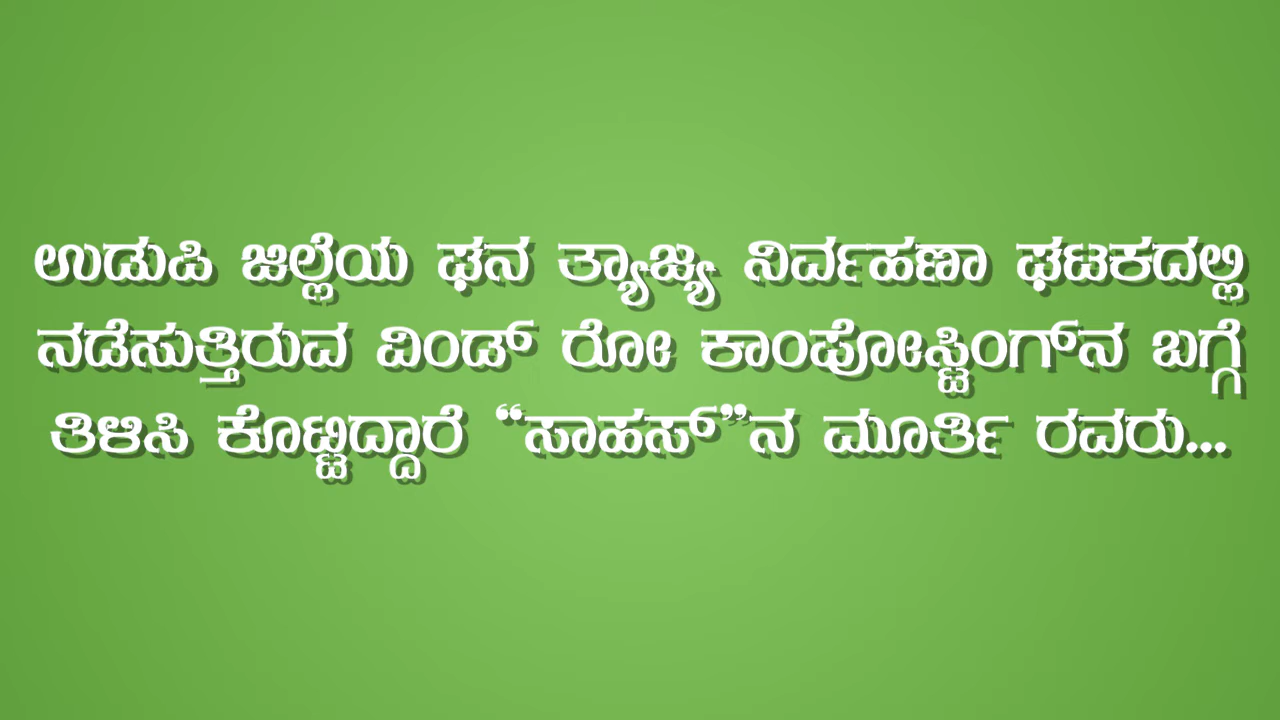 ಉಡುಪಿ ಜಿಲ್ಲೆಯ ಘನ ತ್ಯಾಜ್ಯ ನಿರ್ವಹಣಾ ಘಟಕದಲ್ಲಿ
ನಡೆಸುತ್ತಿರುವ ವಿಂಡ್ ರೋ ಕಾಂಪೋಸ್ಟಿಂಗ್‌ನ ಬಗ್ಗೆ
ತಿಳಿಸಿ ಕೊಟ್ಟಿದ್ದಾರೆ “ಸಾಹಸ್”ನ ಮೂರ್ತಿ ರವರು...